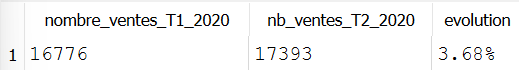 nombre_ventes_T1_2020 nb_ventes_T2_2020 evolution
1 16776 17393 3.68%